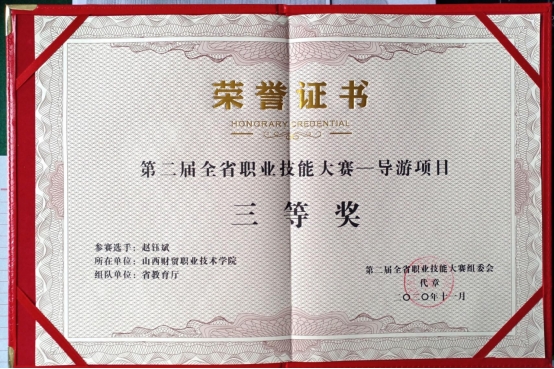 荣誉证书
HONORARY CREDENTIAL
第二届全省职业技能大赛—导游项目
三等奖
参赛选手：赵钰斌
所在单位：山西财贸职业技术学院
组队单位：省教育厅
第二届全省职业技能大赛组委会
代章
二〇二〇年十一月